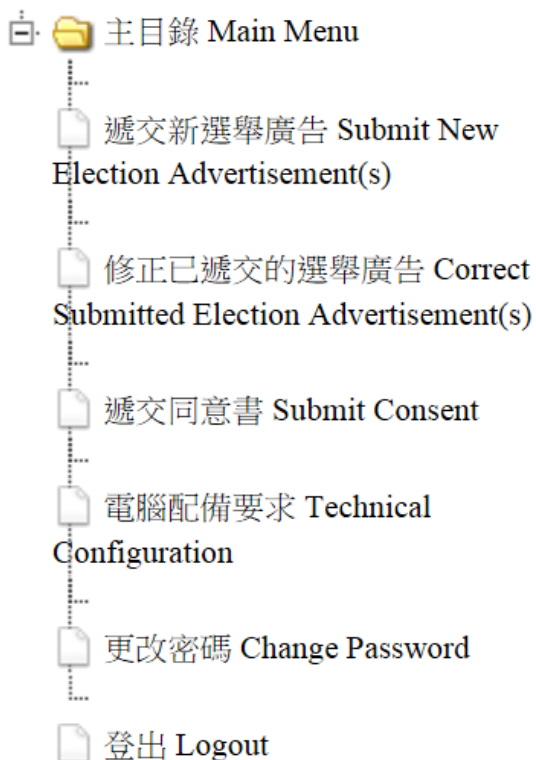 主目錄 Main Menu
遞交新選舉廣告 Submit New
Election Advertisement(s)
修正已遞交的選舉廣告 Correct
Submitted Election Advertisement(s)
遞交同意書 Submit Consent
電腦配備要求 Technical
Configuration
更改密碼 Change Password
登出 Logout